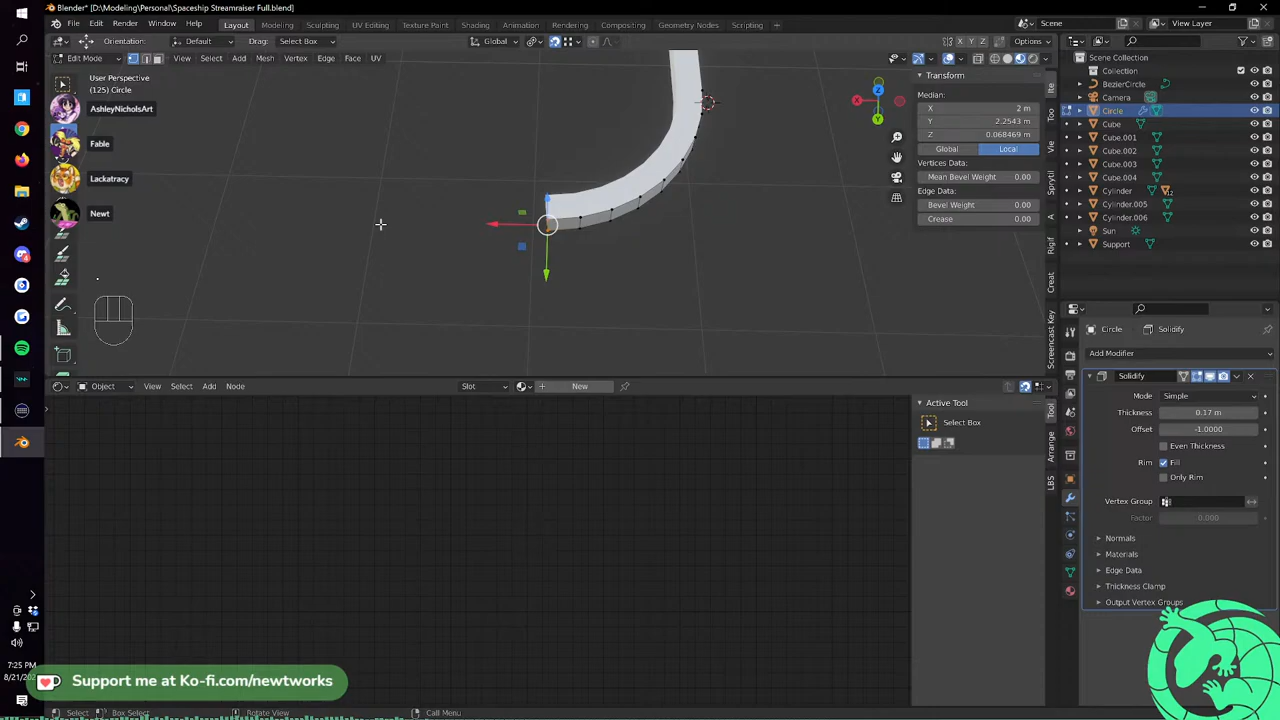 Blender* [D:\Modeling\Personal\Spaceship Streamraiser Full.blend]
File Edit Render Window Help Layout Modeling Sculpting UV Editing Texture Paint Shading Animation Rendering Compositing Geometry Nodes Scripting Scene View Layer
Orientation: Default Drag: Select Box Global X Y Z Options
Edit Mode View Select Add Mesh Vertex Edge Face UV
User Perspective
(125) Circle
AshleyNicholsArt
Fable
Lackatracy
Newt
Transform
Median:
X 2 m
Y 2.2543 m
Z 0.068469 m
Global Local
Vertices Data:
Mean Bevel Weight 0.00
Edge Data:
Bevel Weight 0.00
Crease 0.00
Scene Collection
Collection
BezierCircle
Camera
Circle
Cube
Cube.001
Cube.002
Cube.003
Cube.004
Cylinder
Cylinder.005
Cylinder.006
Sun
Support
Circle Solidify
Add Modifier
Solidify
Mode Simple
Thickness 0.17 m
Offset -1.0000
Even Thickness
Rim Fill
Only Rim
Vertex Group
Factor 0.000
Normals
Materials
Edge Data
Thickness Clamp
Output Vertex Groups
Object View Select Add Node Slot New
Active Tool
Select Box
Tool
Arrange
LBS
Screencast Key
7:25 PM
Support me at Ko-fi.com/newtworks
Select Box Select Rotate View Call Menu